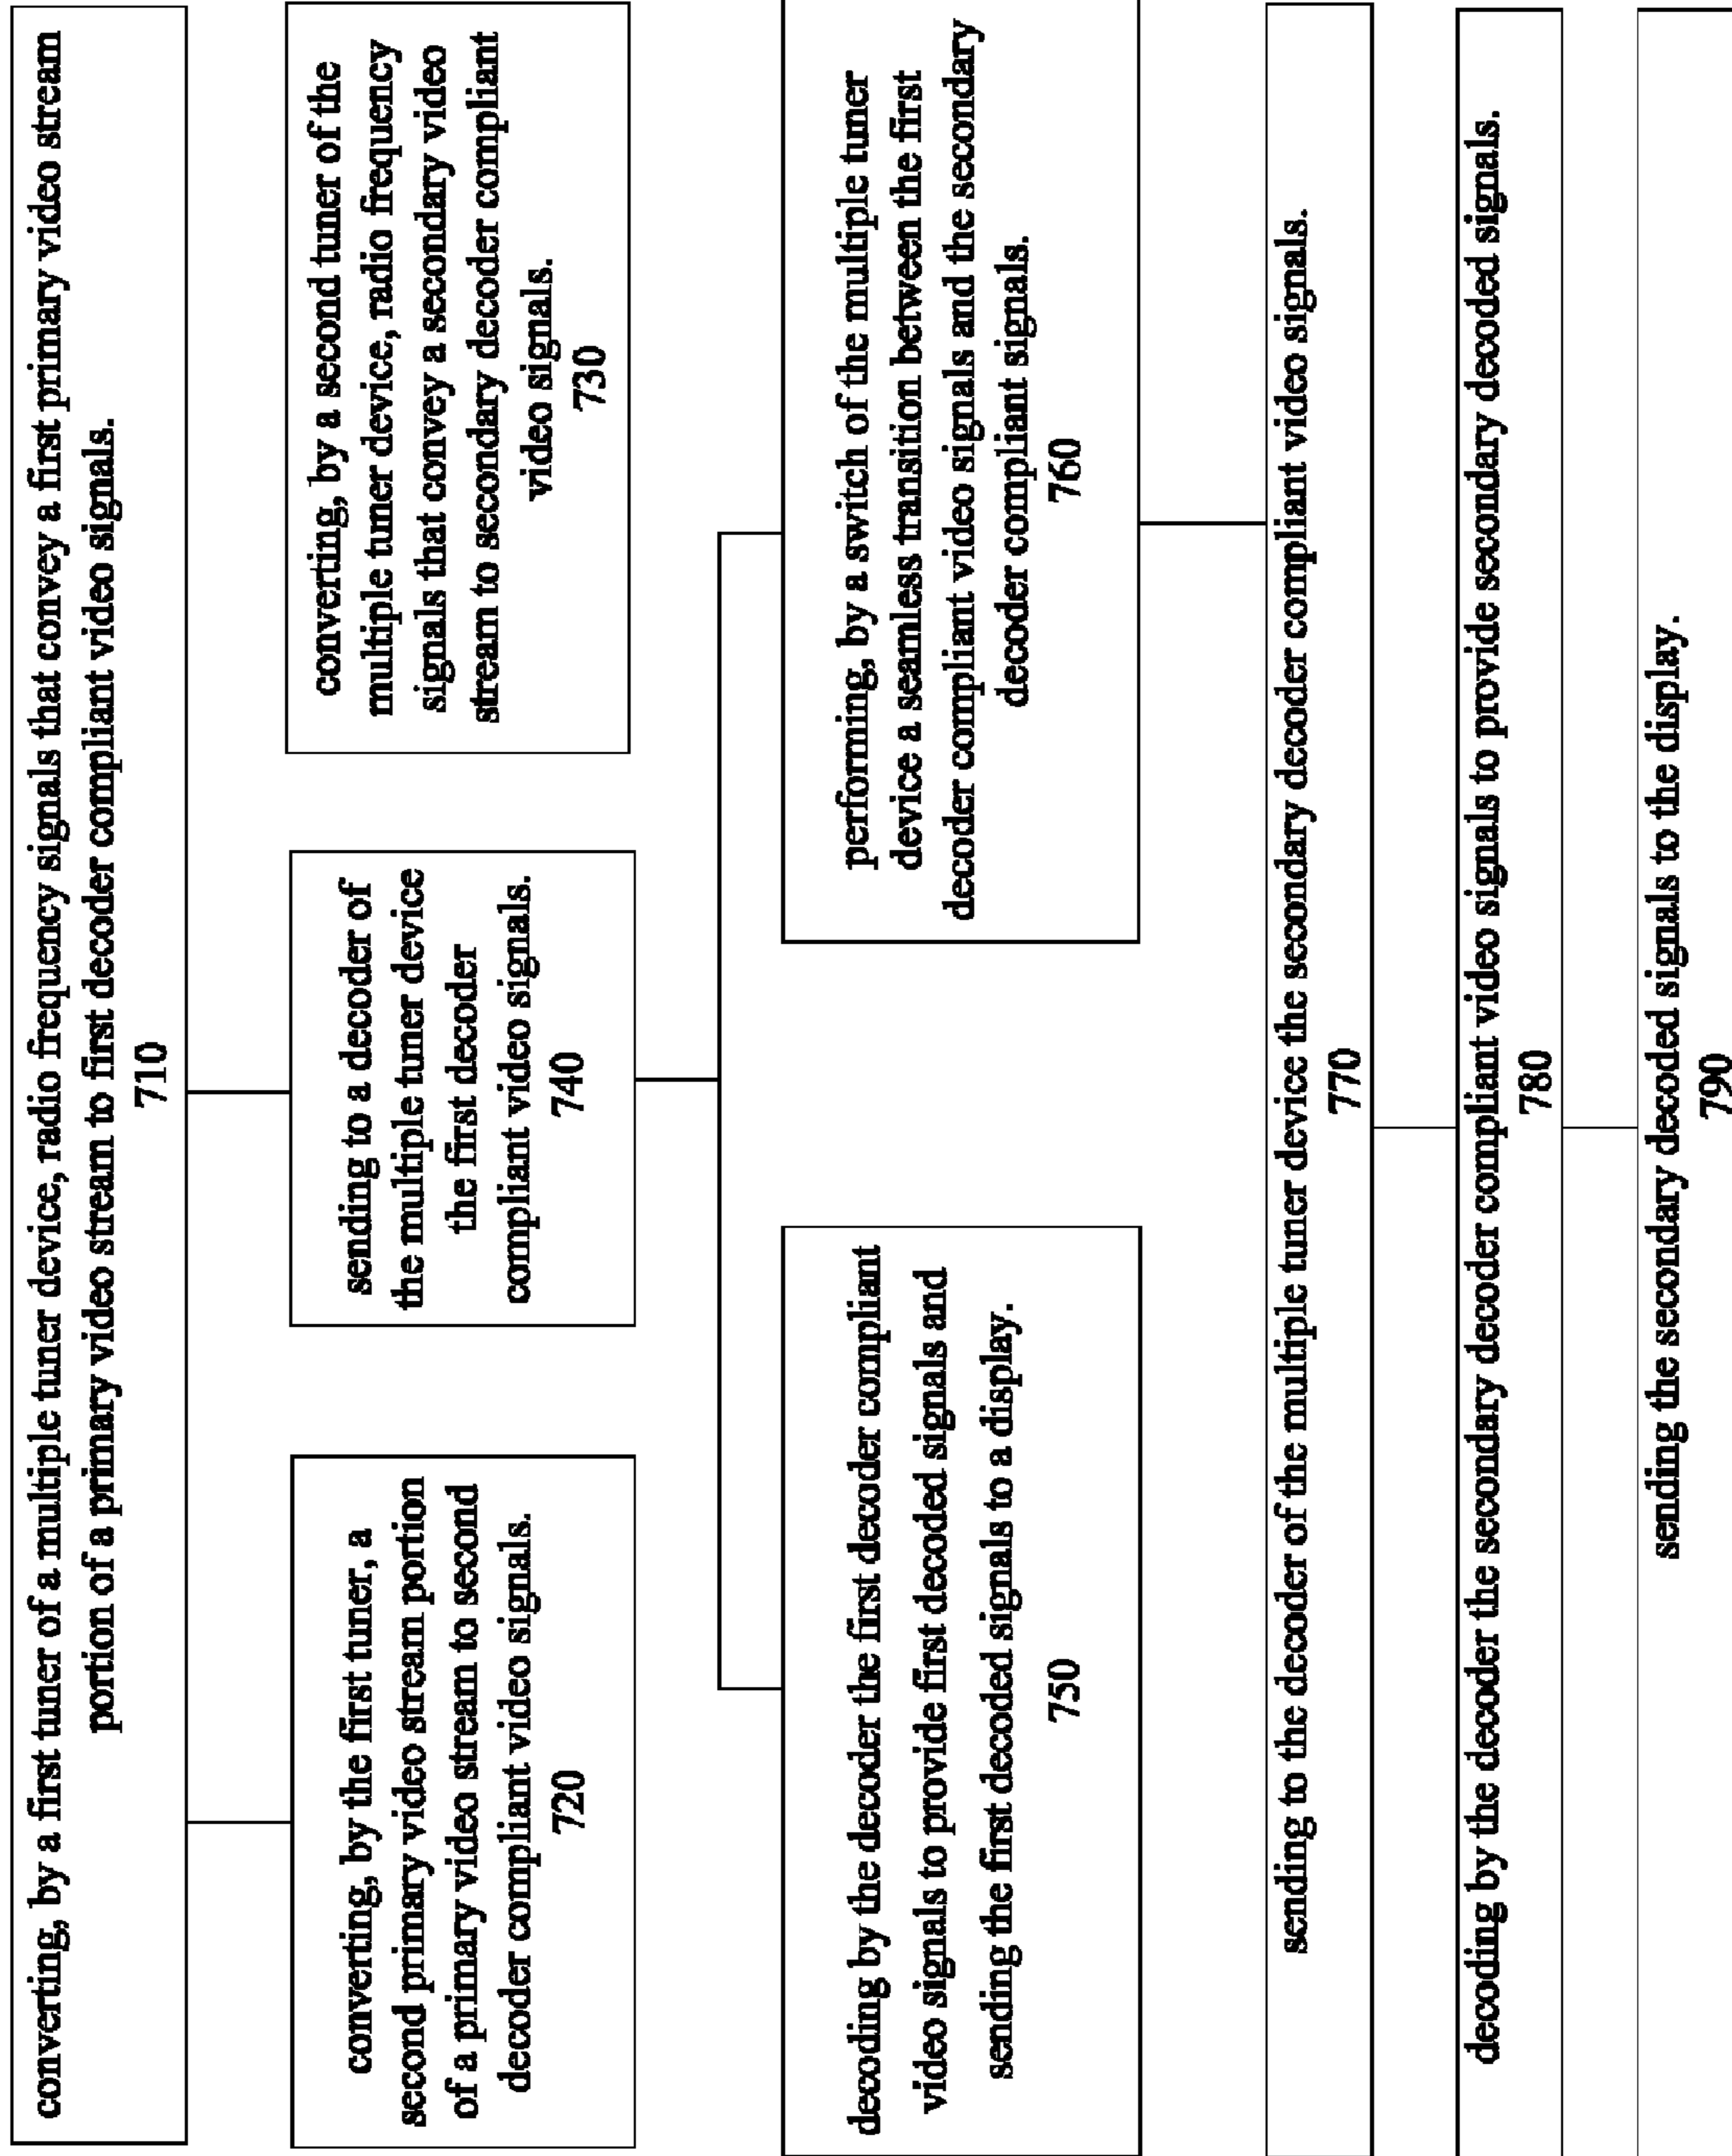 converting, by a first tuner of a multiple tuner device, radio frequency signals that convey a first primary video stream
portion of a primary video stream to first decoder compliant video signals.
710
converting, by the first tuner, a
second primary video stream portion
of a primary video stream to second
decoder compliant video signals.
720
sending to a decoder of
the multiple tuner device
the first decoder
compliant video signals.
740
converting, by a second tuner of the
multiple tuner device, radio frequency
signals that convey a secondary video
stream to secondary decoder compliant
video signals.
730
decoding by the decoder the first decoder compliant
video signals to provide first decoded signals and
sending the first decoded signals to a display.
750
performing, by a switch of the multiple tuner
device a seamless transition between the first
decoder compliant video signals and the secondary
decoder compliant signals.
760
sending to the decoder of the multiple tuner device the secondary decoder compliant video signals.
770
decoding by the decoder the secondary decoder compliant video signals to provide secondary decoded signals.
780
sending the secondary decoded signals to the display.
790